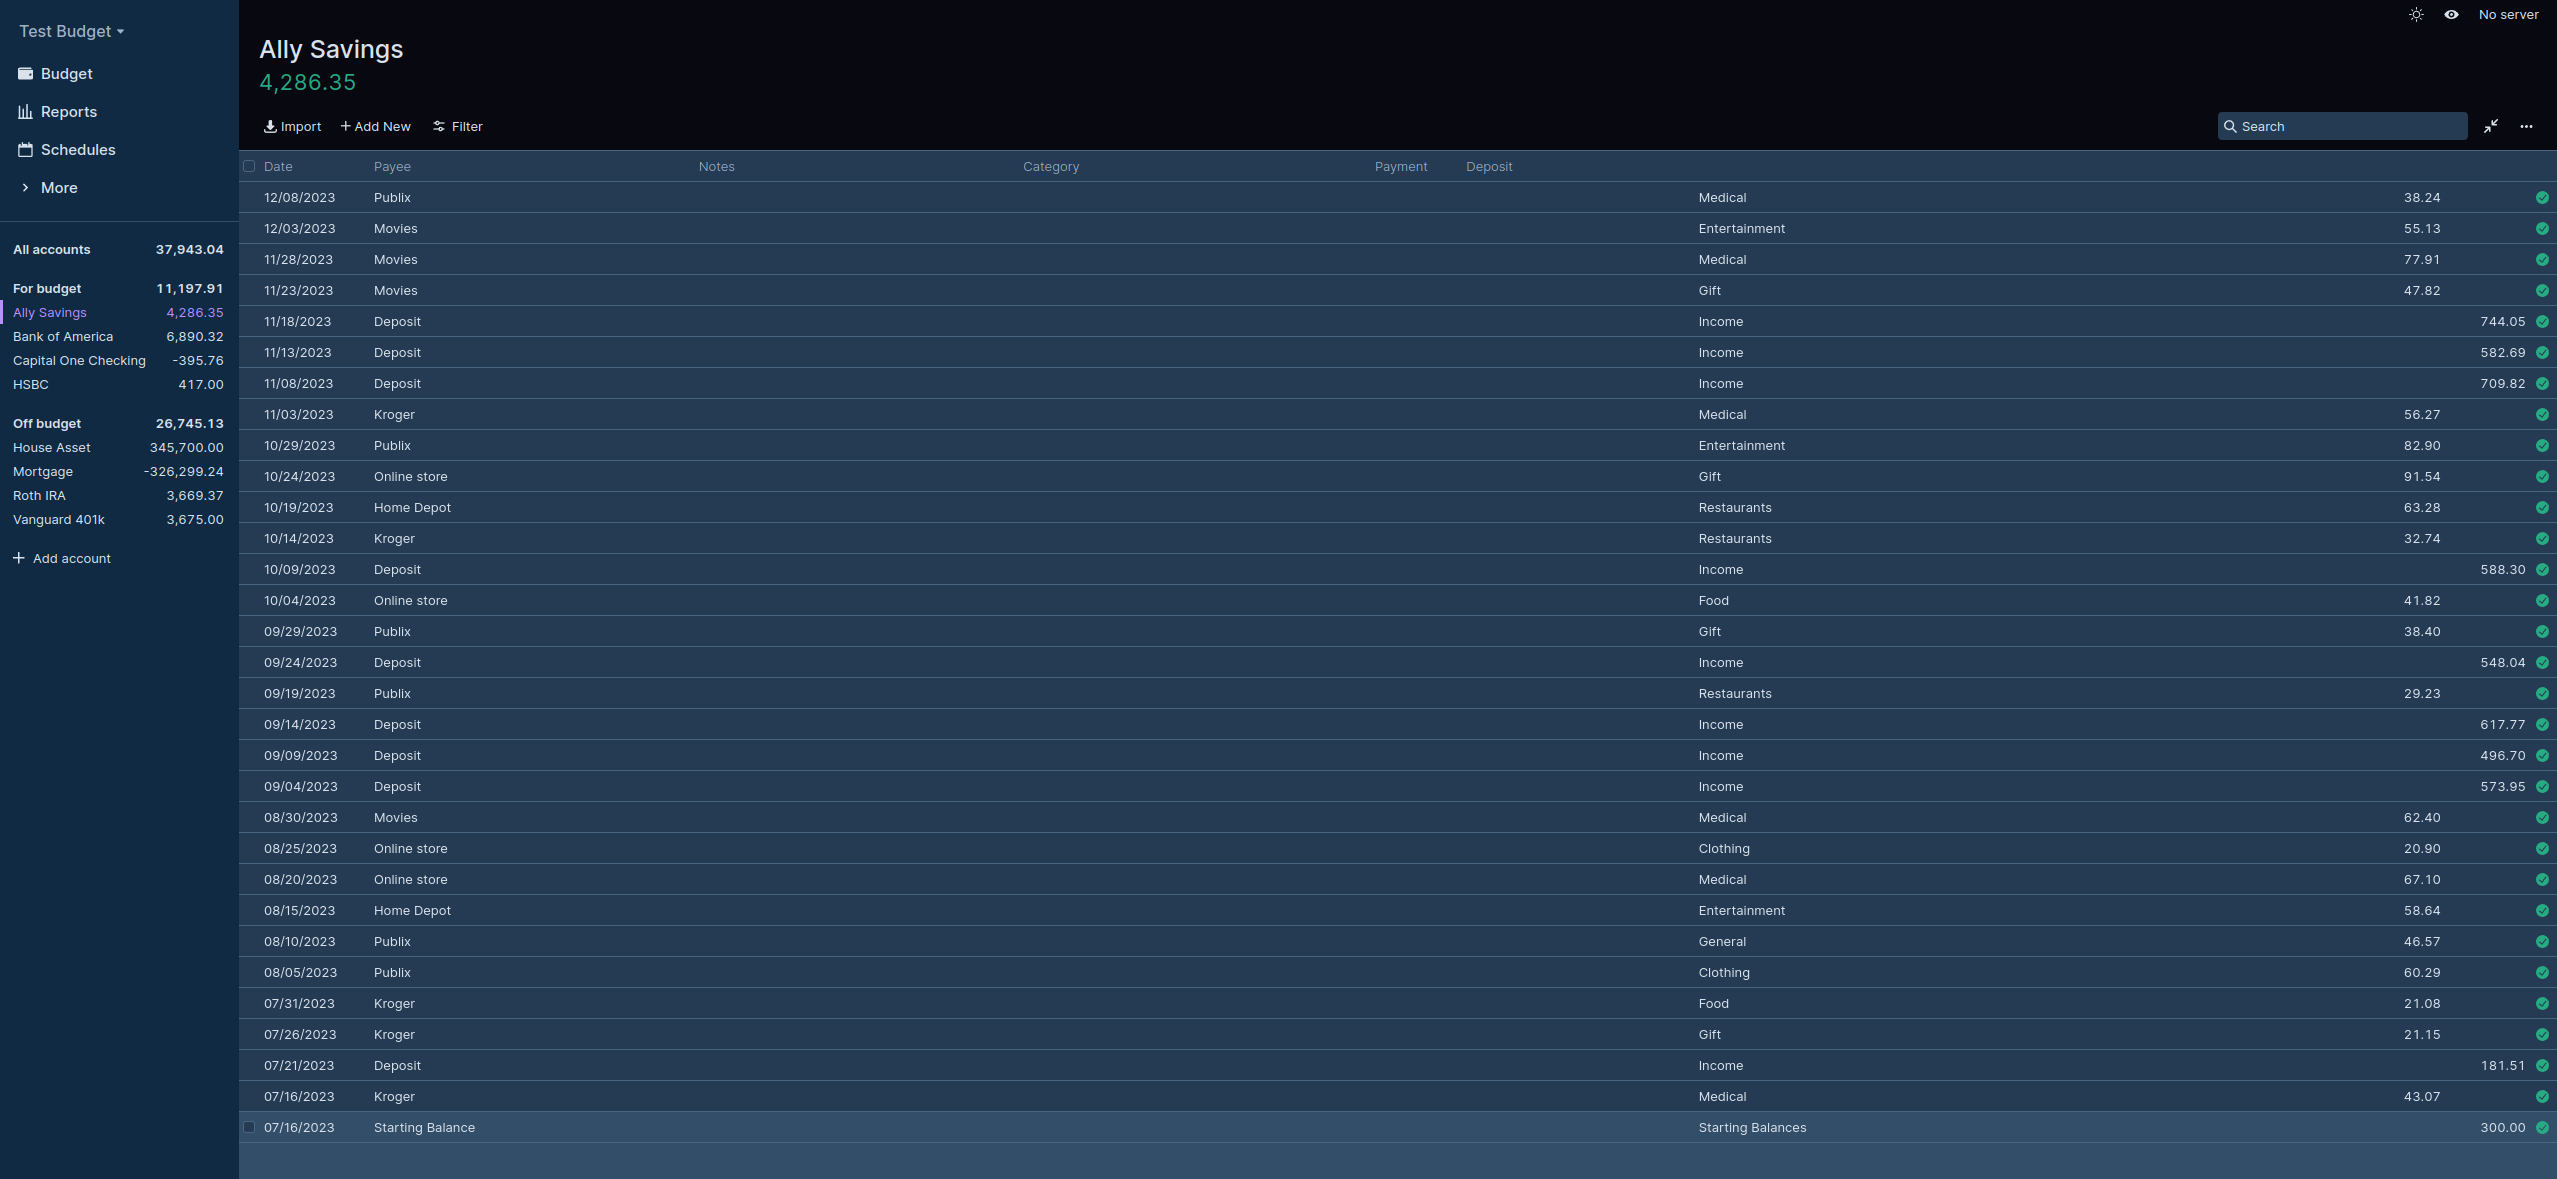 Test Budget
Budget
Reports
Schedules
More
All accounts 37,943.04
For budget 11,197.91
Ally Savings 4,286.35
Bank of America 6,890.32
Capital One Checking -395.76
HSBC 417.00
Off budget 26,745.13
House Asset 345,700.00
Mortgage -326,299.24
Roth IRA 3,669.37
Vanguard 401k 3,675.00
Add account
No server
Ally Savings
4,286.35
Import Add New Filter Search
Date Payee Notes Category Payment Deposit
12/08/2023 Publix Medical 38.24
12/03/2023 Movies Entertainment 55.13
11/28/2023 Movies Medical 77.91
11/23/2023 Movies Gift 47.82
11/18/2023 Deposit Income 744.05
11/13/2023 Deposit Income 582.69
11/08/2023 Deposit Income 709.82
11/03/2023 Kroger Medical 56.27
10/29/2023 Publix Entertainment 82.90
10/24/2023 Online store Gift 91.54
10/19/2023 Home Depot Restaurants 63.28
10/14/2023 Kroger Restaurants 32.74
10/09/2023 Deposit Income 588.30
10/04/2023 Online store Food 41.82
09/29/2023 Publix Gift 38.40
09/24/2023 Deposit Income 548.04
09/19/2023 Publix Restaurants 29.23
09/14/2023 Deposit Income 617.77
09/09/2023 Deposit Income 496.70
09/04/2023 Deposit Income 573.95
08/30/2023 Movies Medical 62.40
08/25/2023 Online store Clothing 20.90
08/20/2023 Online store Medical 67.10
08/15/2023 Home Depot Entertainment 58.64
08/10/2023 Publix General 46.57
08/05/2023 Publix Clothing 60.29
07/31/2023 Kroger Food 21.08
07/26/2023 Kroger Gift 21.15
07/21/2023 Deposit Income 181.51
07/16/2023 Kroger Medical 43.07
07/16/2023 Starting Balance Starting Balances 300.00